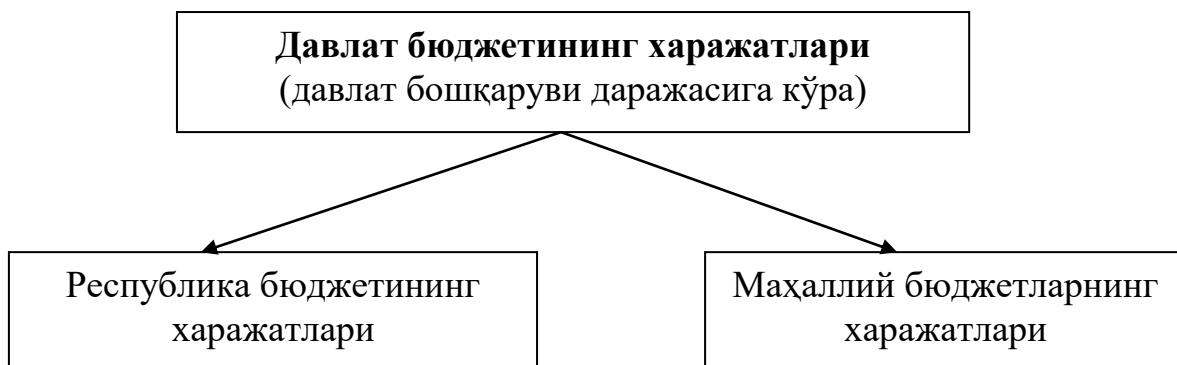 Давлат бюджетининг харажатлари
(давлат бошқаруви даражасига кўра)
Республика бюджетининг
харажатлари
Маҳаллий бюджетларнинг
харажатлари